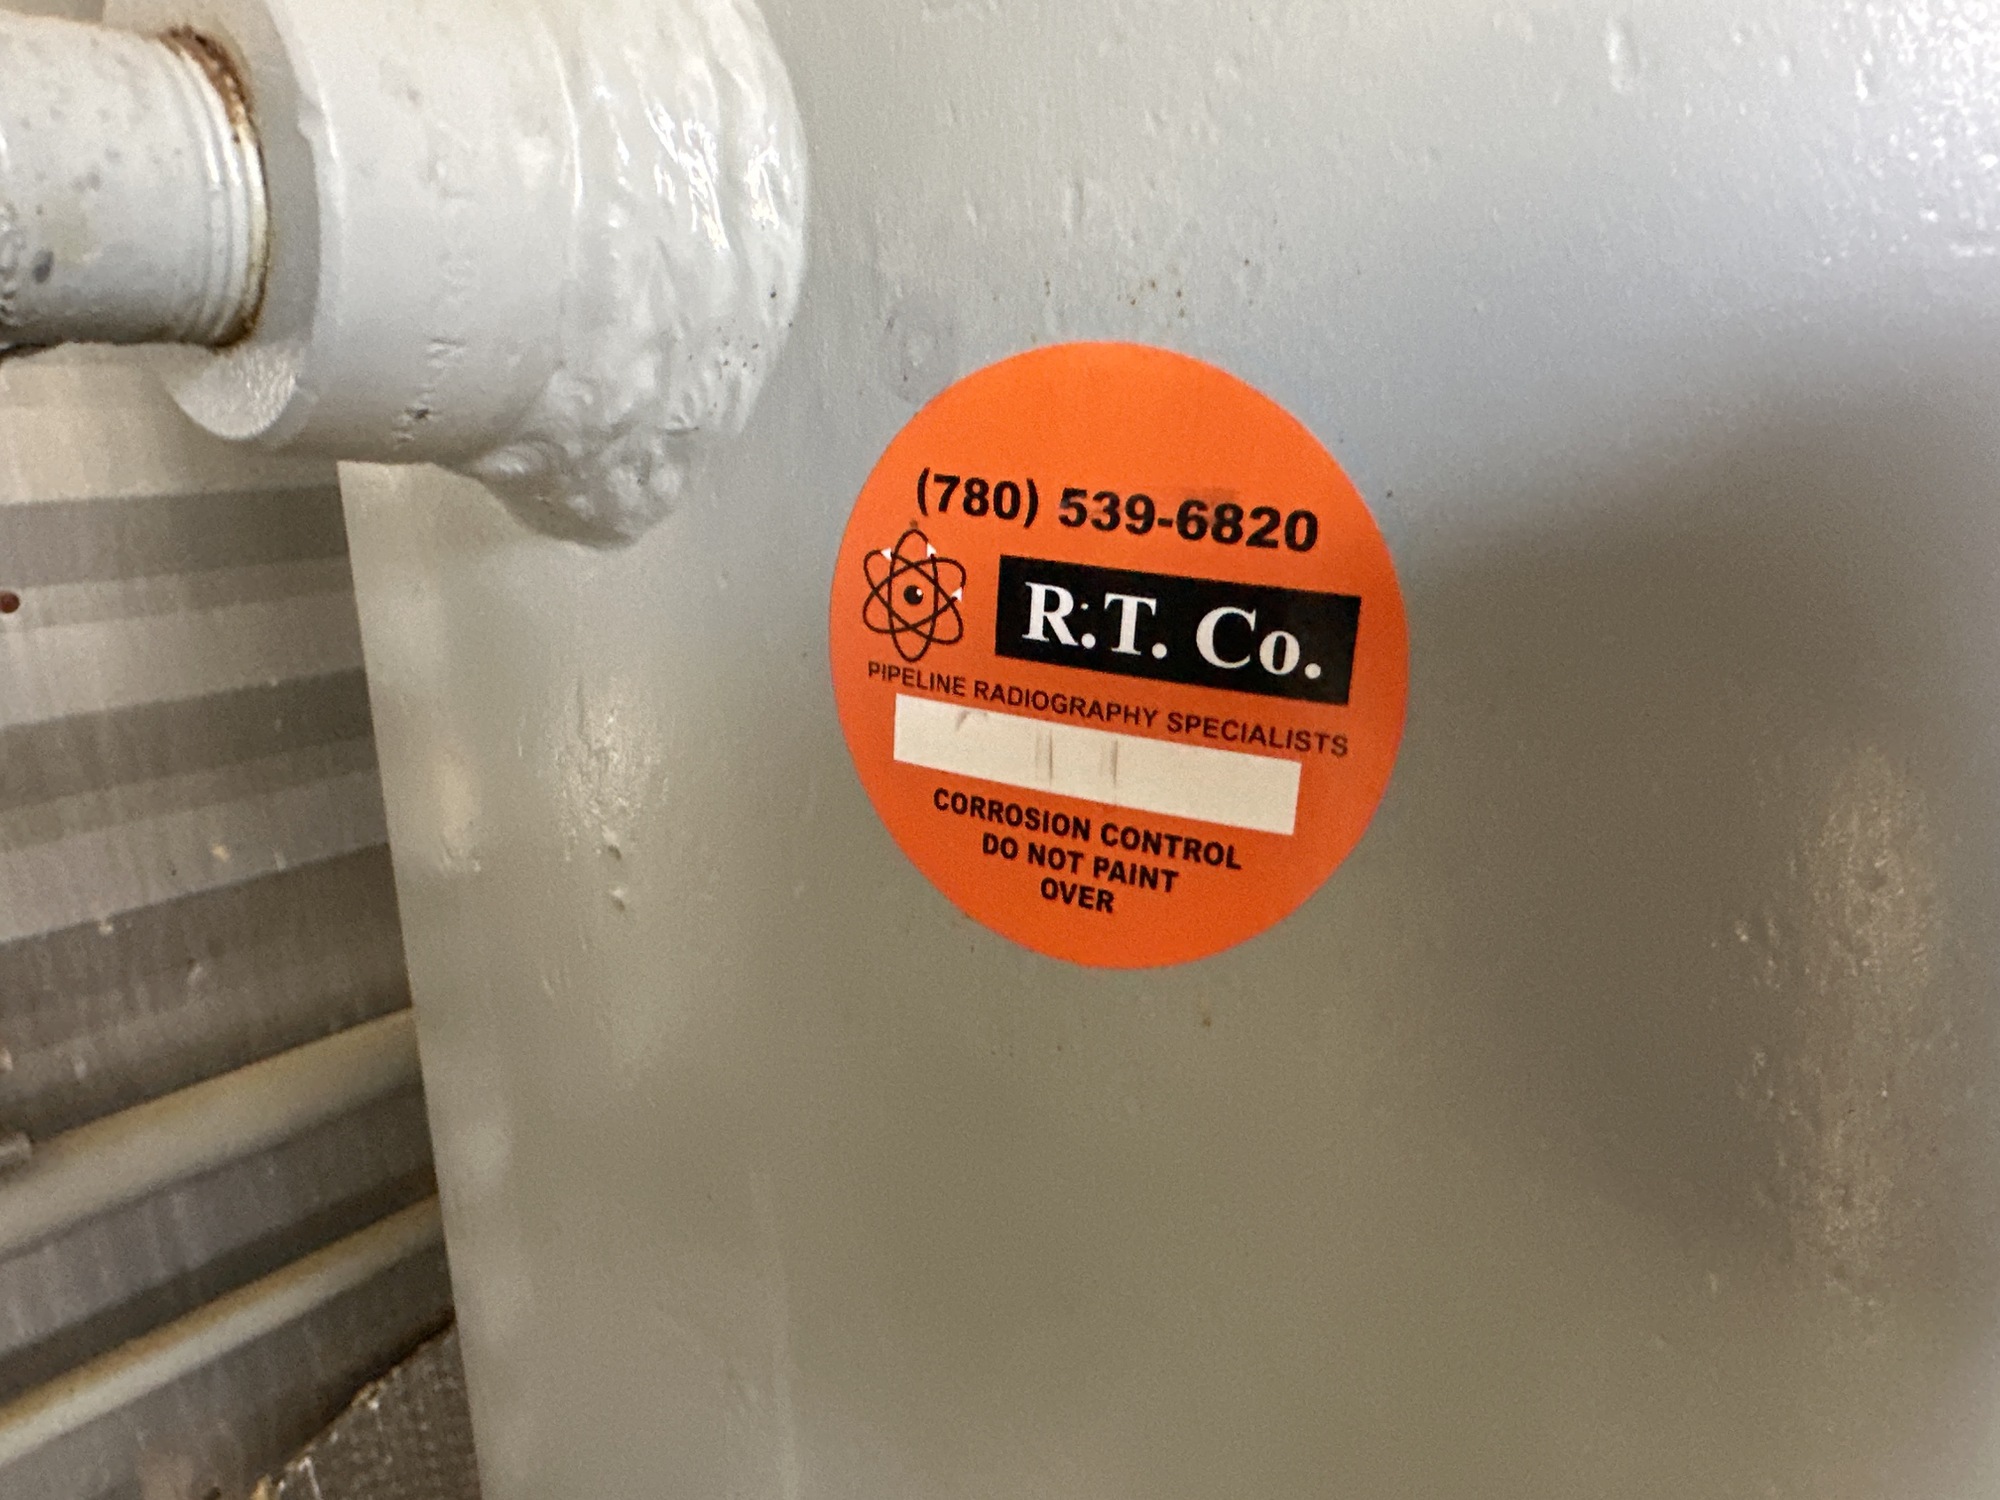 (780) 539-6820
R.T. Co.
PIPELINE RADIOGRAPHY SPECIALISTS
CORROSION CONTROL
DO NOT PAINT
OVER